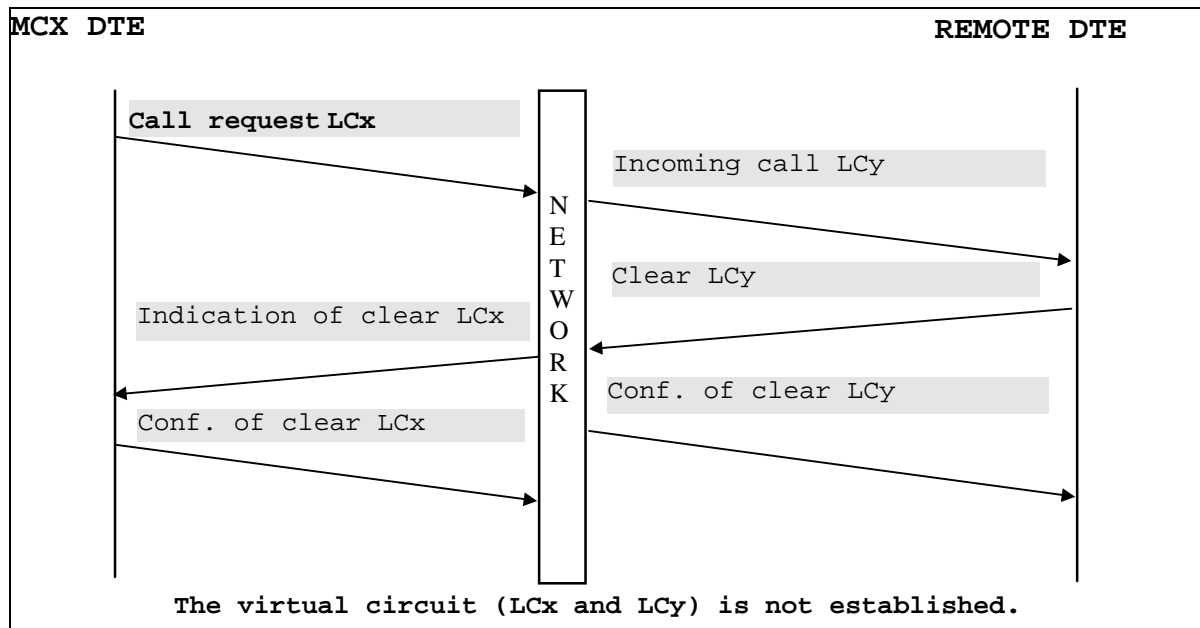 MCX DTE
REMOTE DTE
Call request LCx
Incoming call LCy
N
E
T
W
O
R
K
Clear LCy
Indication of clear LCx
Conf. of clear LCy
Conf. of clear LCx
The virtual circuit (LCx and LCy) is not established.